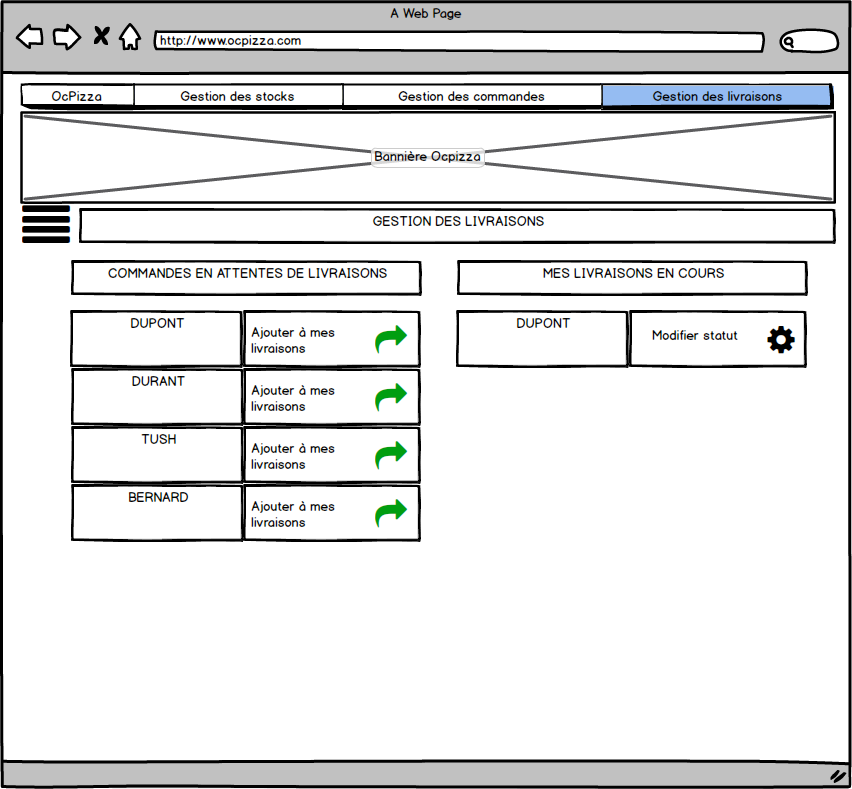 A Web Page
http://www.ocpizza.com
OcPizza
Gestion des stocks
Gestion des commandes
Gestion des livraisons
Bannière Ocpizza
GESTION DES LIVRAISONS
COMMANDES EN ATTENTES DE LIVRAISONS
DUPONT
Ajouter à mes
livraisons
DURANT
Ajouter à mes
livraisons
TUSH
Ajouter à mes
livraisons
BERNARD
Ajouter à mes
livraisons
MES LIVRAISONS EN COURS
DUPONT
Modifier statut